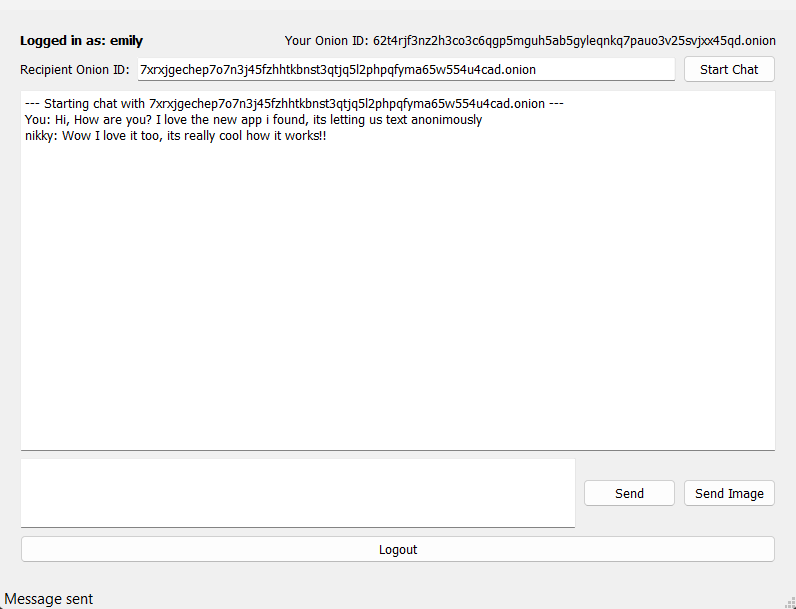 Logged in as: emily Your Onion ID: 62t4rjf3nz2h3co3c6qgp5mguh5ab5gyleqnkq7pauo3v25svjxx45qd.onion
Recipient Onion ID: 7xrxjgechep7o7n3j45fzhhtkbnst3qtjq5l2phpqfyma65w554u4cad.onion Start Chat
--- Starting chat with 7xrxjgechep7o7n3j45fzhhtkbnst3qtjq5l2phpqfyma65w554u4cad.onion ---
You: Hi, How are you? I love the new app i found, its letting us text anonimously
nikky: Wow I love it too, its really cool how it works!!
Send Send Image
Logout
Message sent